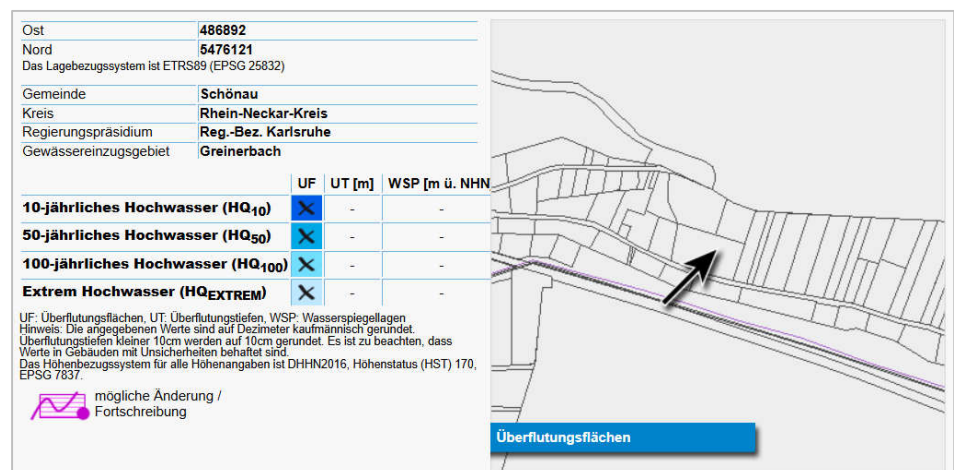 Ost 486892
Nord 5476121
Das Lagebezugssystem ist ETRS89 (EPSG 25832)
Gemeinde Schönau
Kreis Rhein-Neckar-Kreis
Regierungspräsidium Reg.-Bez. Karlsruhe
Gewässereinzugsgebiet Greinerbach
UF UT [m] WSP [m ü. NHN
10-jährliches Hochwasser (HQ10) - -
50-jährliches Hochwasser (HQ50) - -
100-jährliches Hochwasser (HQ100) - -
Extrem Hochwasser (HQEXTREM) - -
UF: Überflutungsflächen, UT: Überflutungstiefen, WSP: Wasserspiegellagen
Hinweis: Die angegebenen Werte sind auf Dezimeter kaufmännisch gerundet.
Überflutungstiefen kleiner 10cm werden auf 10cm gerundet. Es ist zu beachten, dass
Werte in Gebäuden mit Unsicherheiten behaftet sind.
Das Höhenbezugssystem für alle Höhenangaben ist DHHN2016, Höhenstatus (HST) 170,
EPSG 7837.
mögliche Änderung /
Fortschreibung
Überflutungsflächen